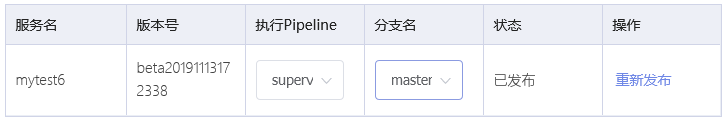 服务名 版本号 执行Pipeline 分支名 状态 操作
mytest6 beta2019111317 superv master 已发布 重新发布
2338